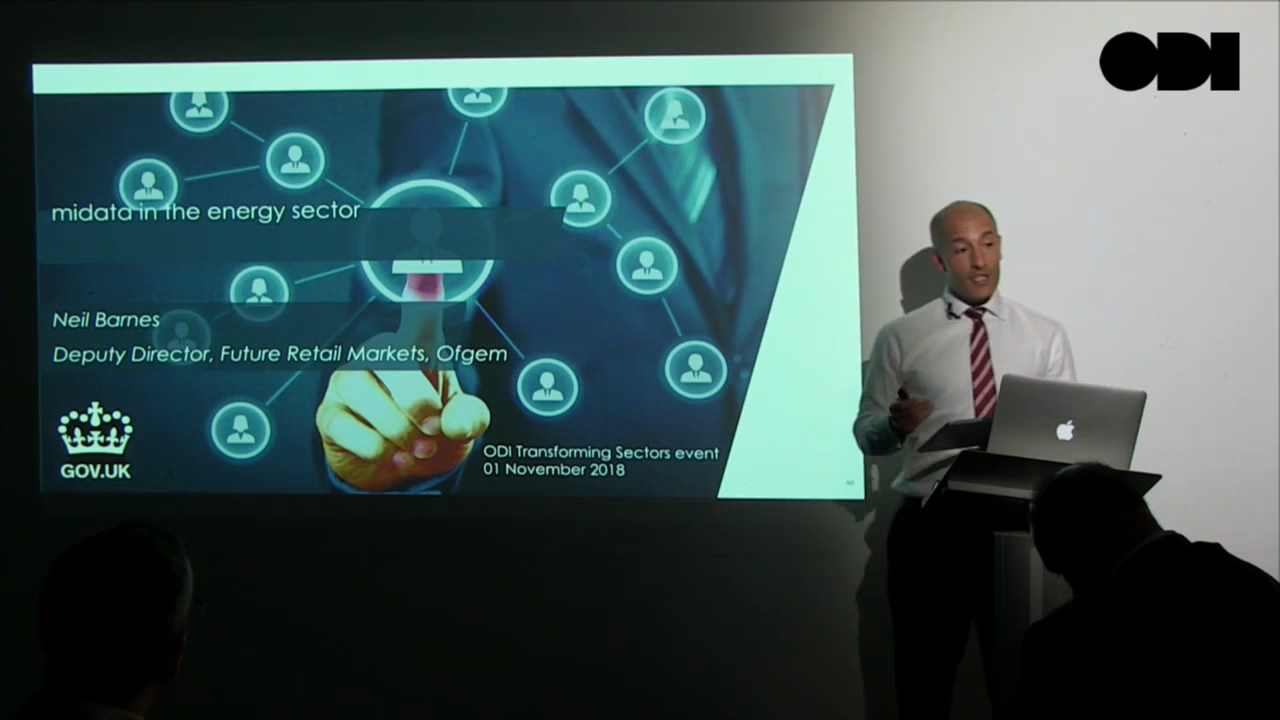 ODI
midata in the energy sector
Neil Barnes
Deputy Director, Future Retail Markets, Ofgem
GOV.UK
ODI Transforming Sectors event
01 November 2018